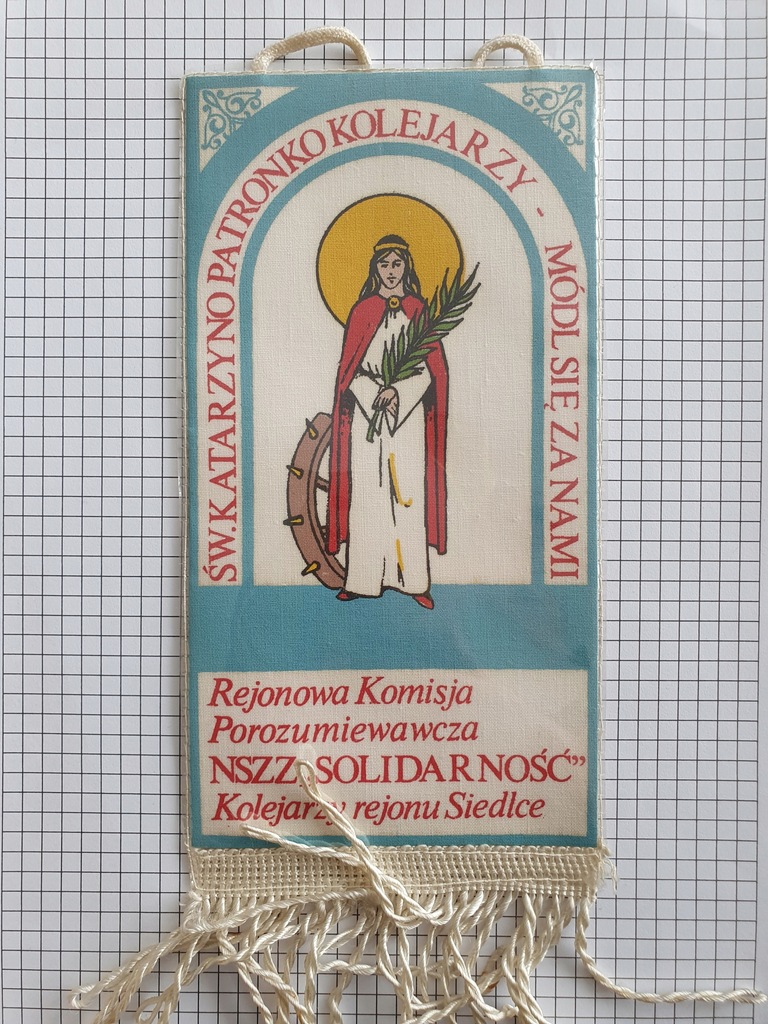 ŚW. KATARZYNO PATRONKO KOLEJARZY - MÓDL SIĘ ZA NAMI
Rejonowa Komisja
Porozumiewawcza
NSZZ „SOLIDARNOŚĆ”
Kolejarzy rejonu Siedlce